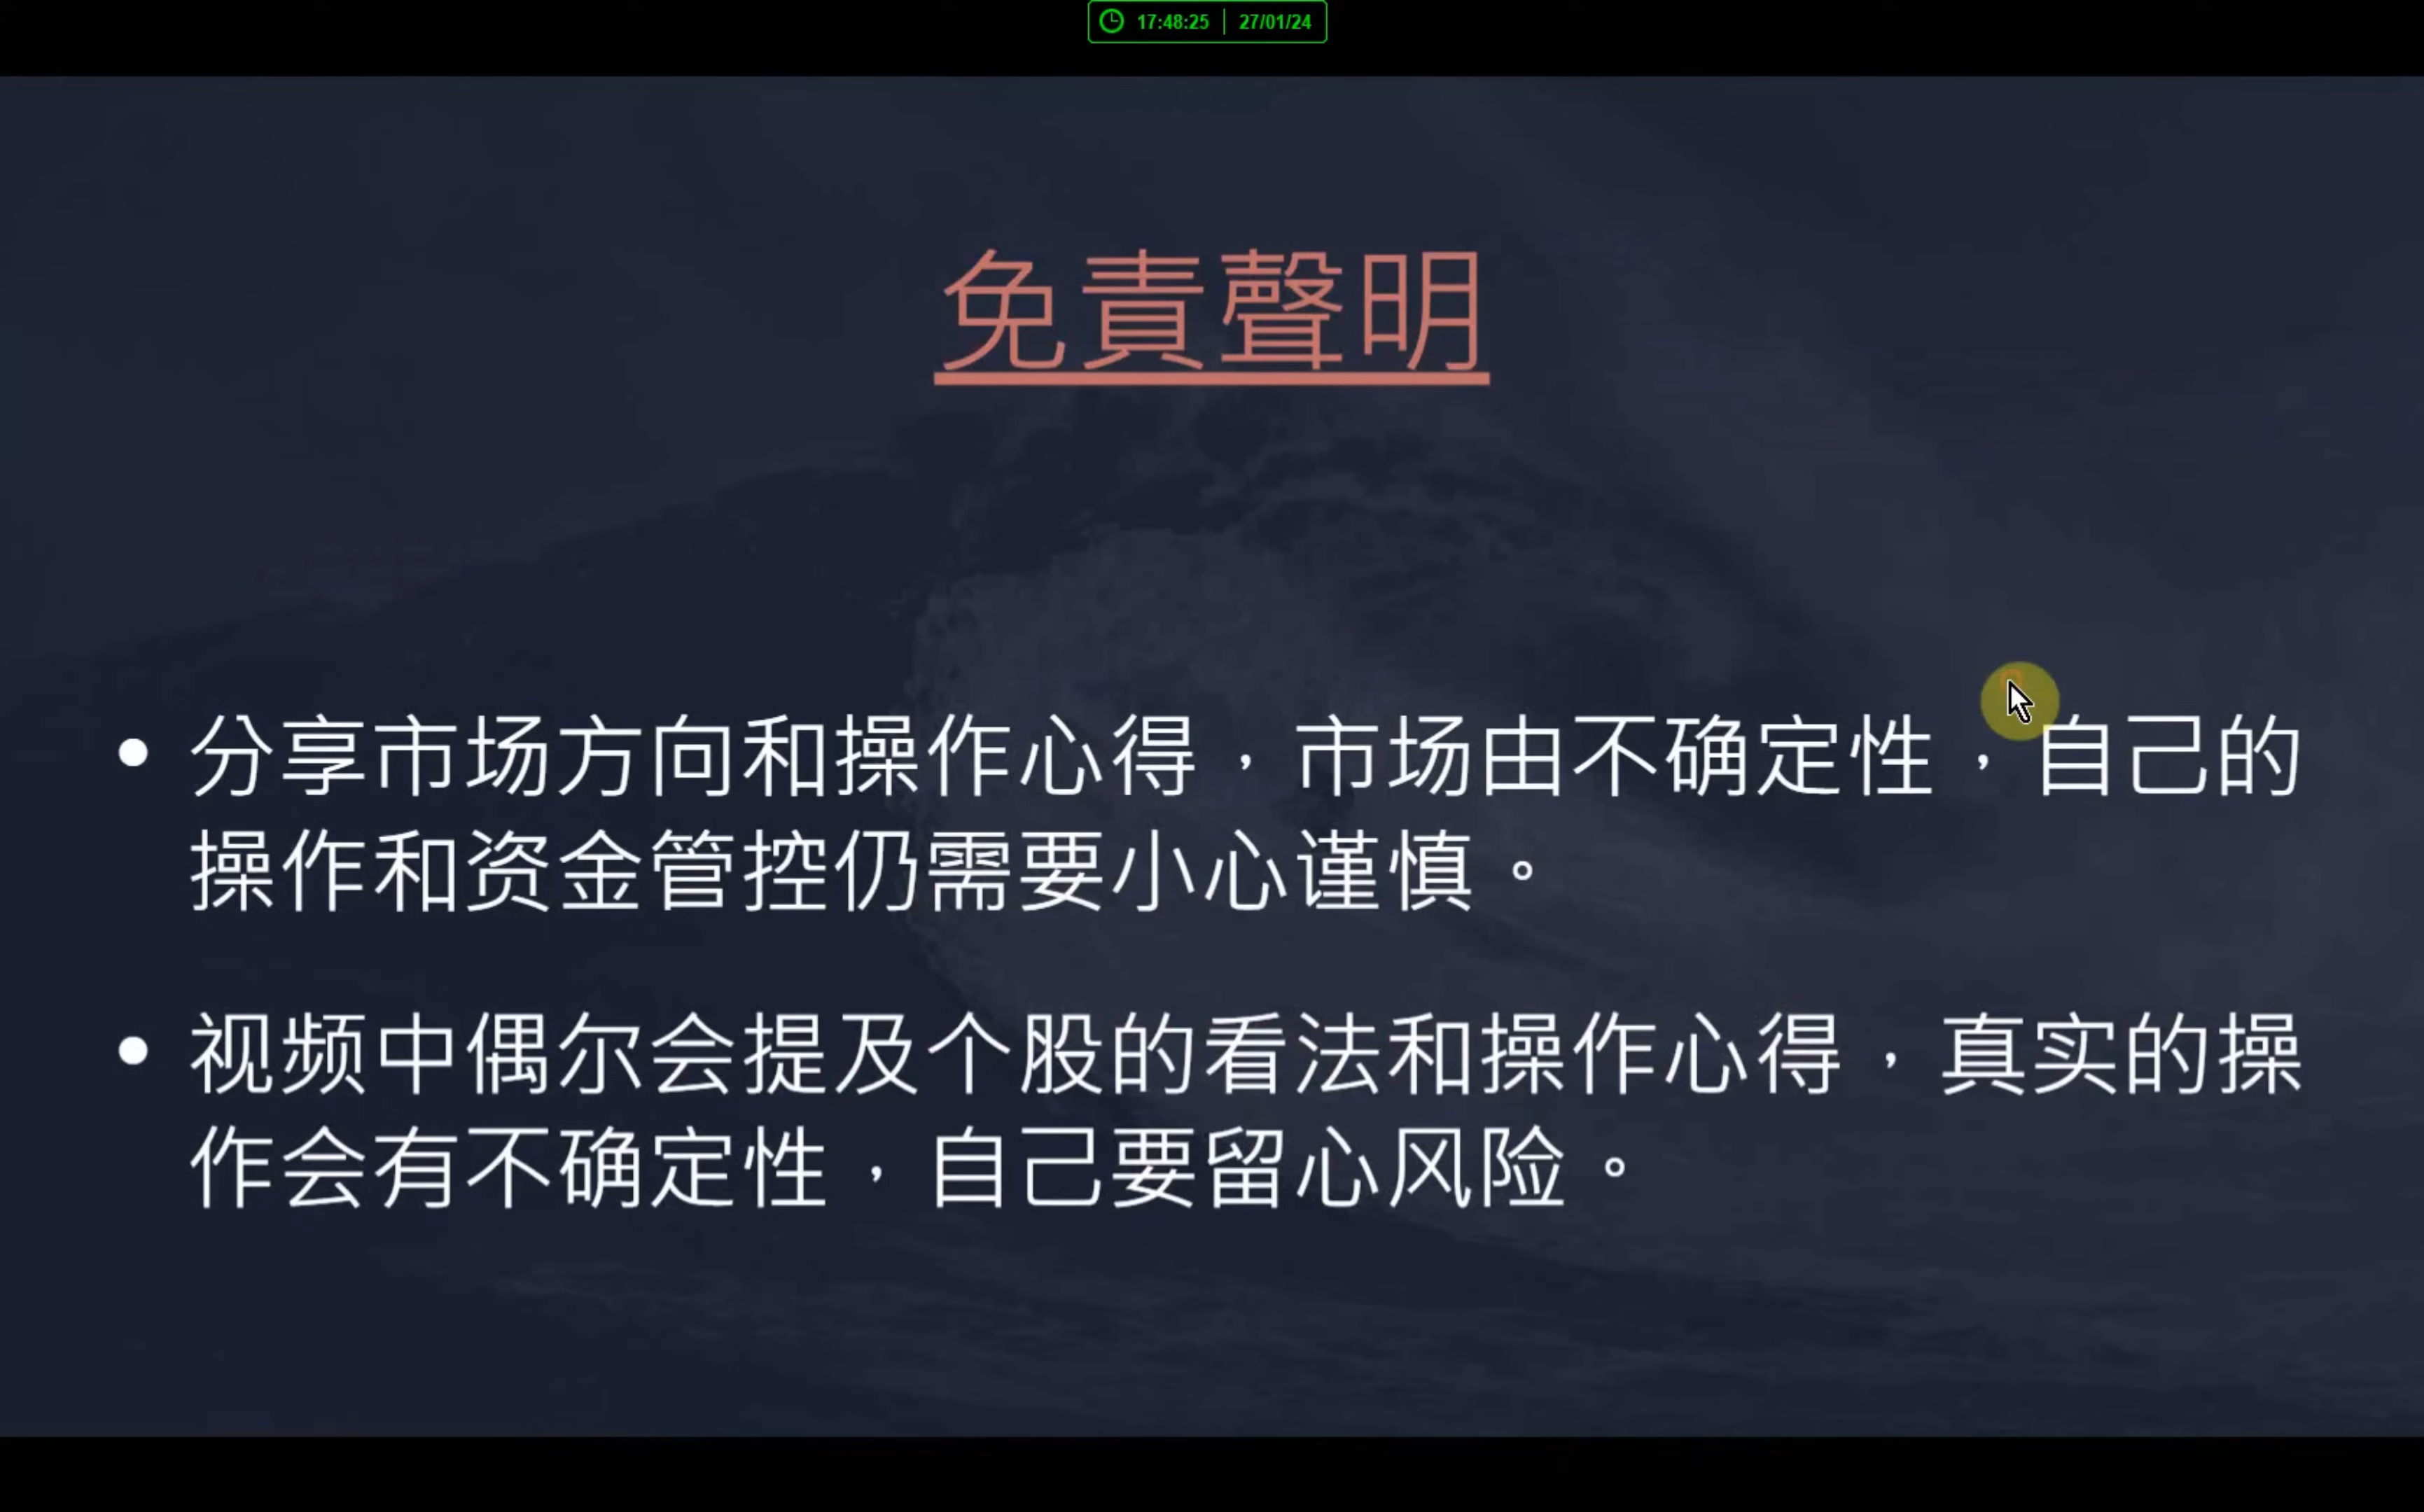 17:48:25 | 27/01/24
免責聲明
• 分享市场方向和操作心得，市场由不确定性，自己的
操作和资金管控仍需要小心谨慎。
• 视频中偶尔会提及个股的看法和操作心得，真实的操
作会有不确定性，自己要留心风险。